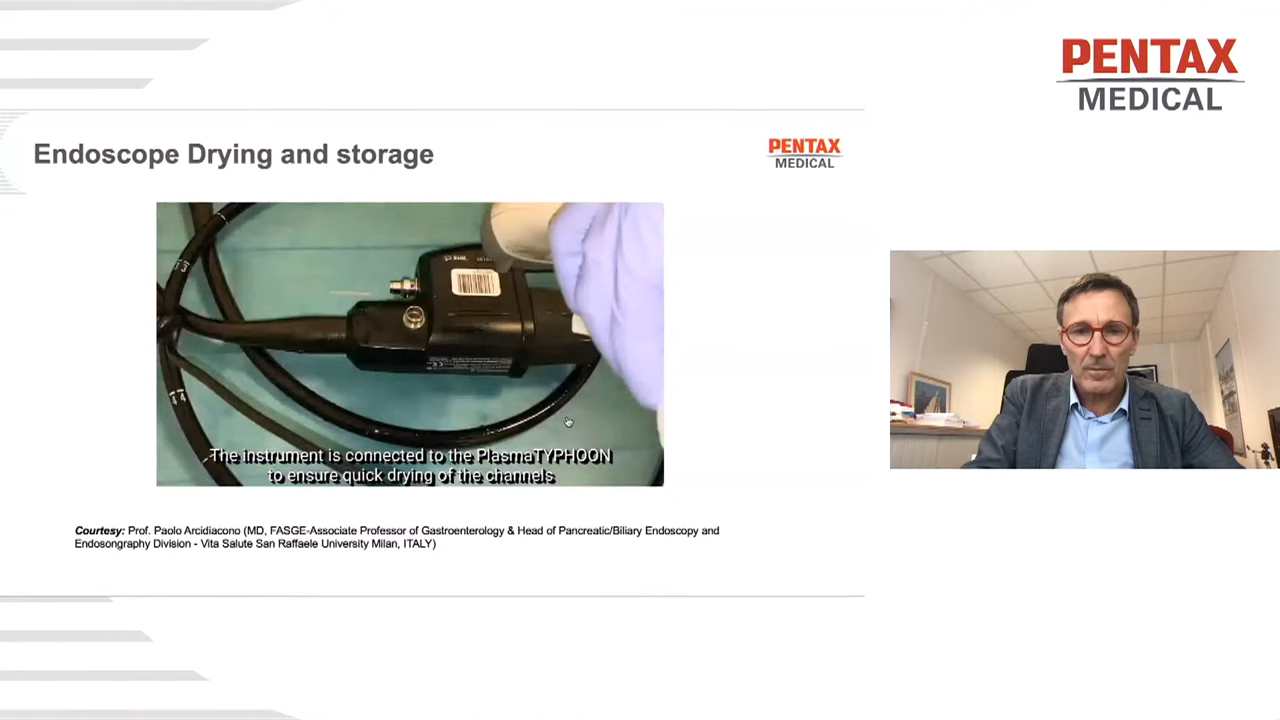 PENTAX
MEDICAL
Endoscope Drying and storage
PENTAX
MEDICAL
The instrument is connected to the PlasmaTYPHOON
to ensure quick drying of the channels
Courtesy: Prof. Paolo Arcidiacono (MD, FASGE-Associate Professor of Gastroenterology & Head of Pancreatic/Biliary Endoscopy and
Endosongraphy Division - Vita Salute San Raffaele University Milan, ITALY)